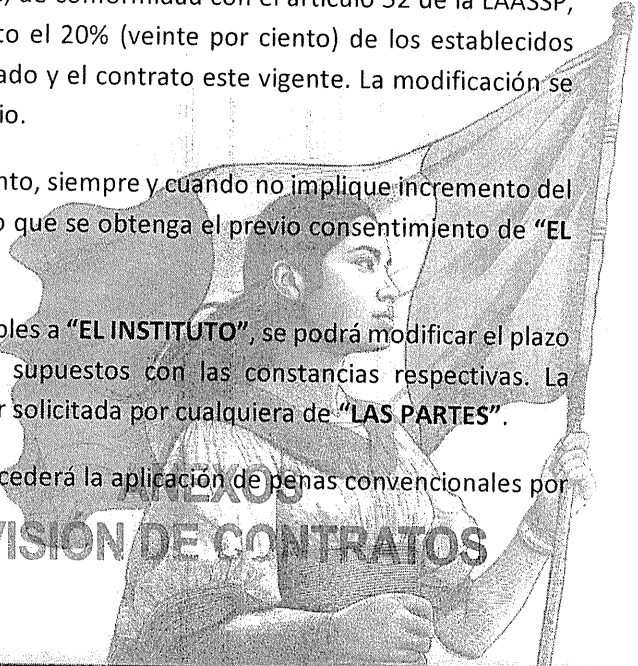 de conformidad con el artículo 52 de la LAASSP,
to el 20% (veinte por ciento) de los establecidos
ado y el contrato este vigente. La modificación se
io.
nto, siempre y cuando no implique incremento del
o que se obtenga el previo consentimiento de “EL
bles a “EL INSTITUTO”, se podrá modificar el plazo
supuestos con las constancias respectivas. La
r solicitada por cualquiera de “LAS PARTES”.
cederá la aplicación de penas convencionales por
ANEXOS
VISIÓN DE CONTRATOS